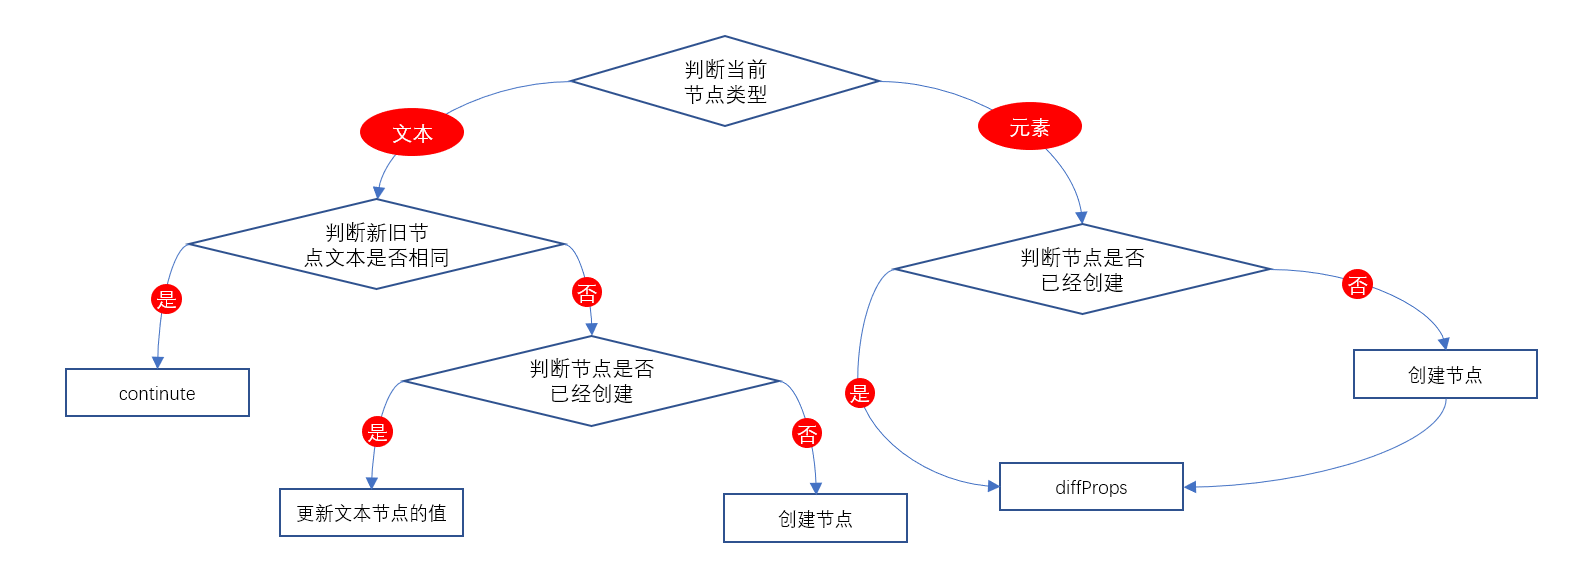 判断当前
节点类型
文本
元素
判断新旧节
点文本是否相同
判断节点是否
已经创建
是
否
否
continute
判断节点是否
已经创建
创建节点
是
是
否
diffProps
更新文本节点的值
创建节点